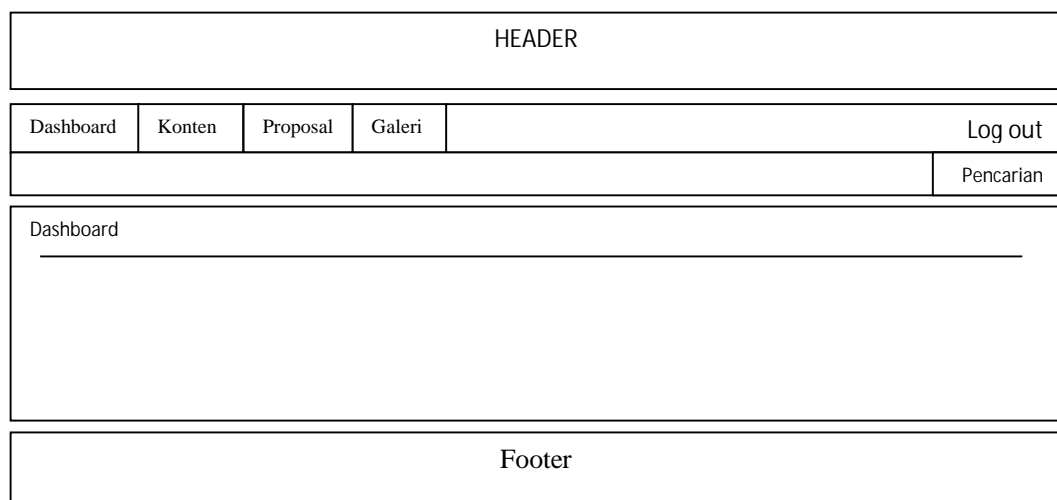 HEADER
Dashboard Konten Proposal Galeri Log out
Pencarian
Dashboard
Footer